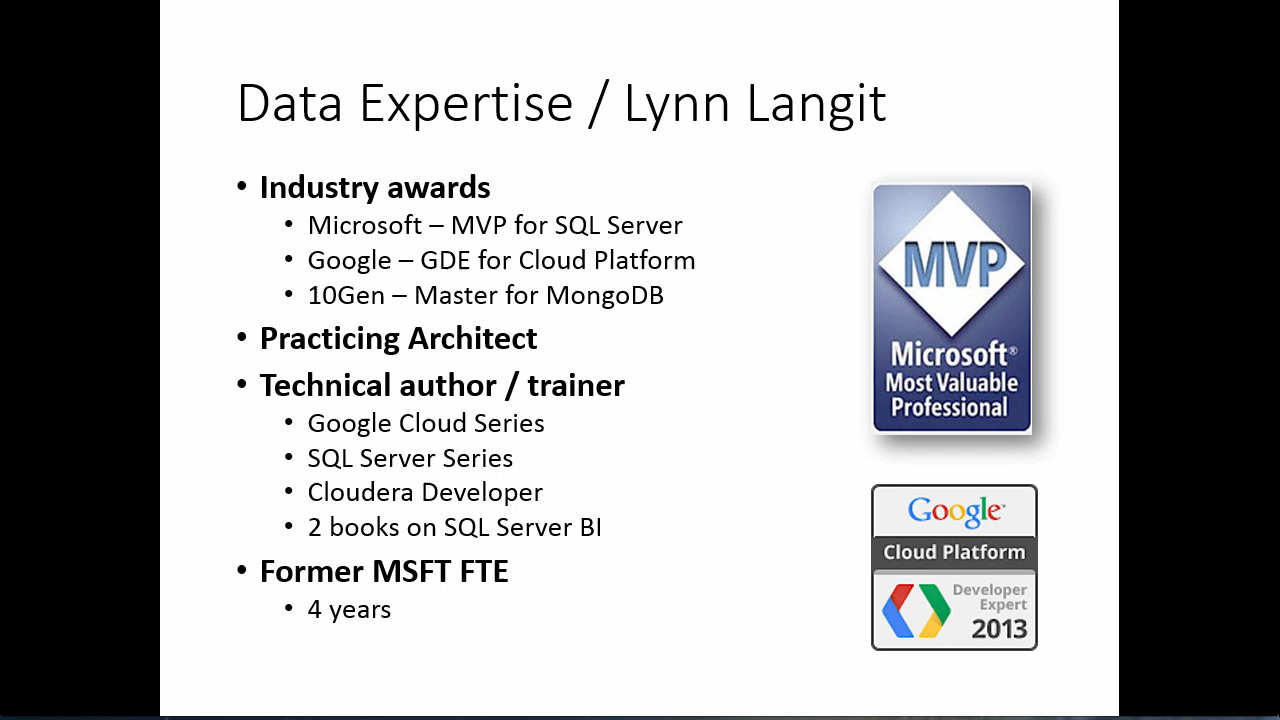 Data Expertise / Lynn Langit
• Industry awards
• Microsoft – MVP for SQL Server
• Google – GDE for Cloud Platform
• 10Gen – Master for MongoDB
• Practicing Architect
• Technical author / trainer
• Google Cloud Series
• SQL Server Series
• Cloudera Developer
• 2 books on SQL Server BI
• Former MSFT FTE
• 4 years
MVP
Microsoft®
Most Valuable
Professional
Google™
Cloud Platform
Developer
Expert
2013